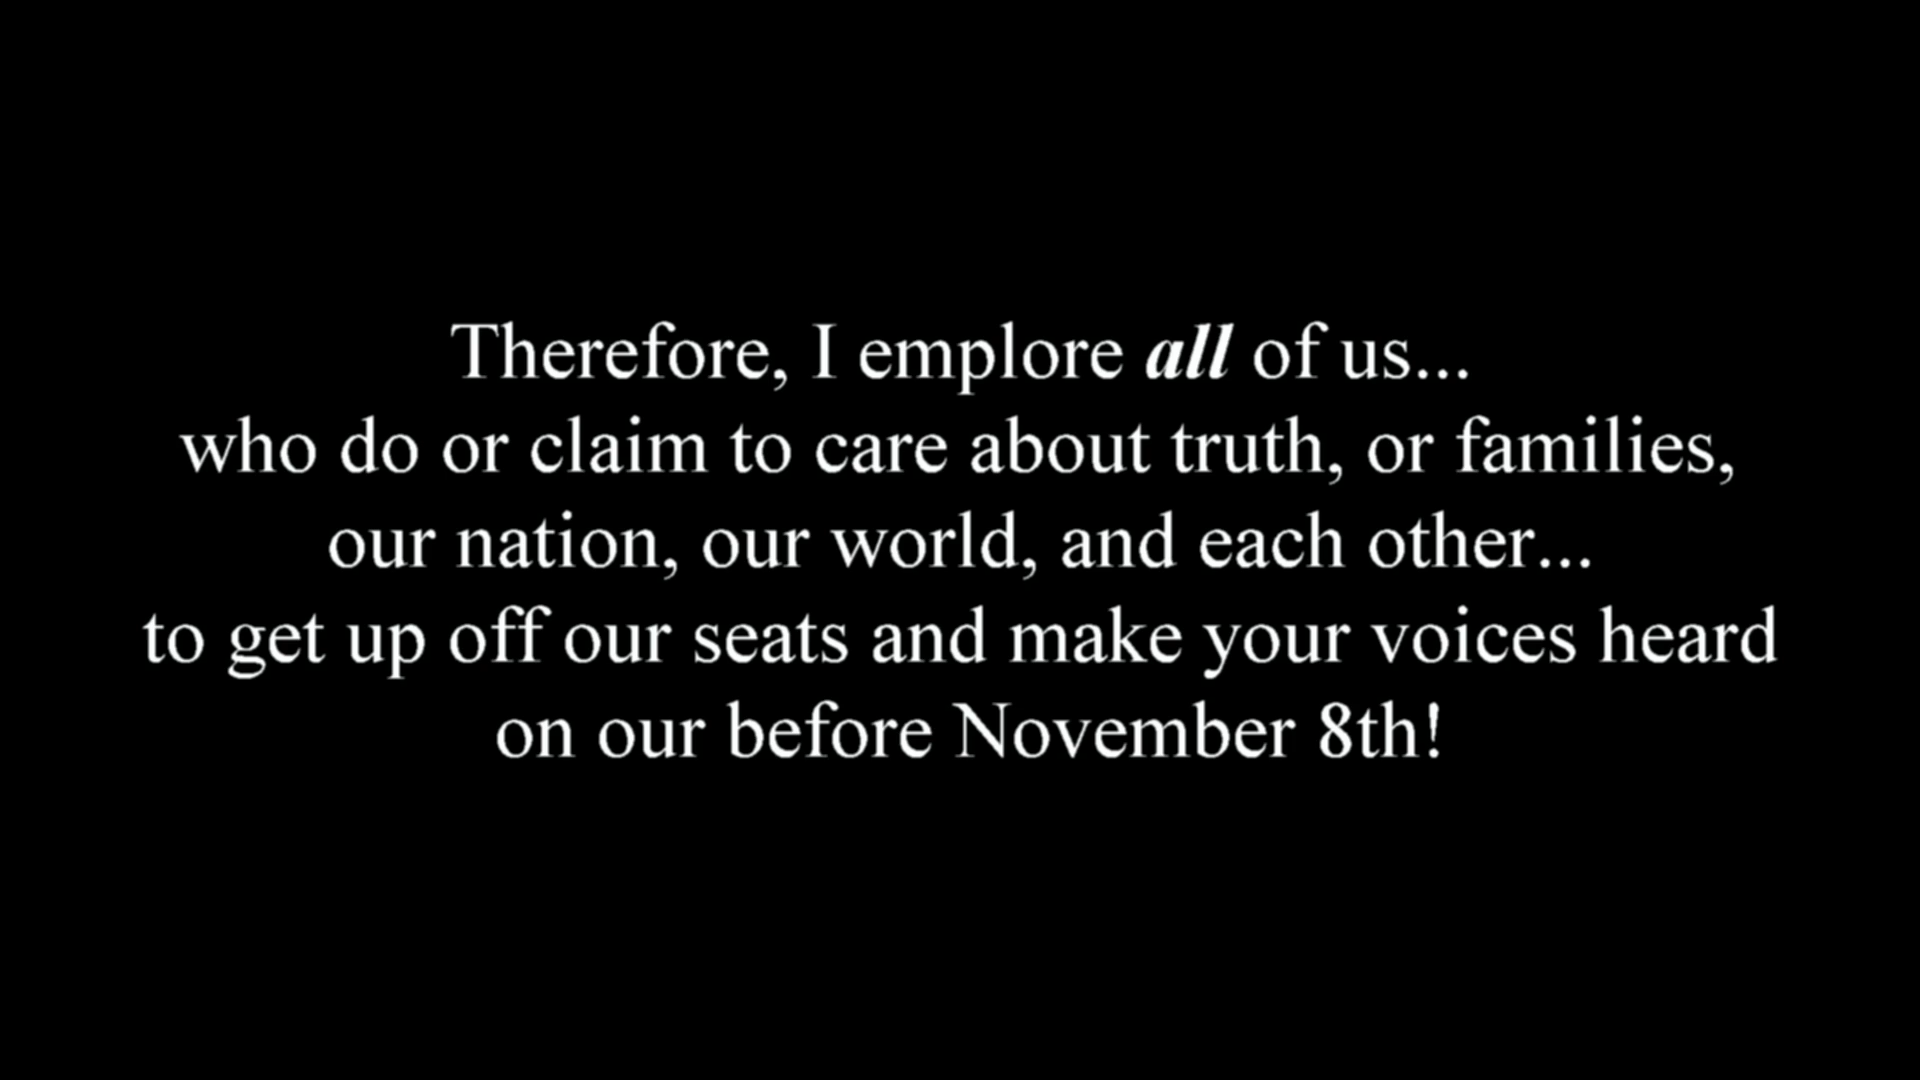 Therefore, I emplore all of us...
who do or claim to care about truth, or families,
our nation, our world, and each other...
to get up off our seats and make your voices heard
on our before November 8th!